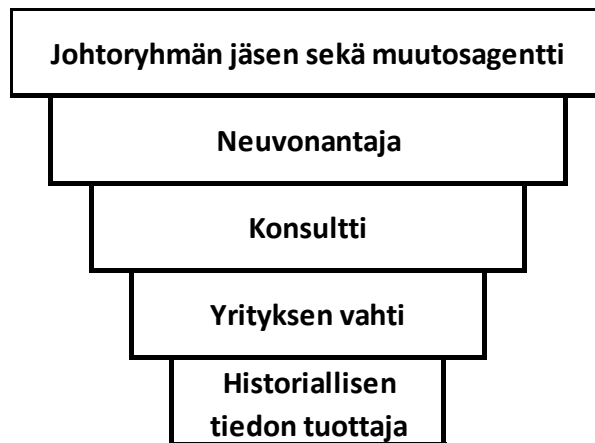 Johtoryhmän jäsen sekä muutosagentti
Neuvonantaja
Konsultti
Yrityksen vahti
Historiallisen
tiedon tuottaja